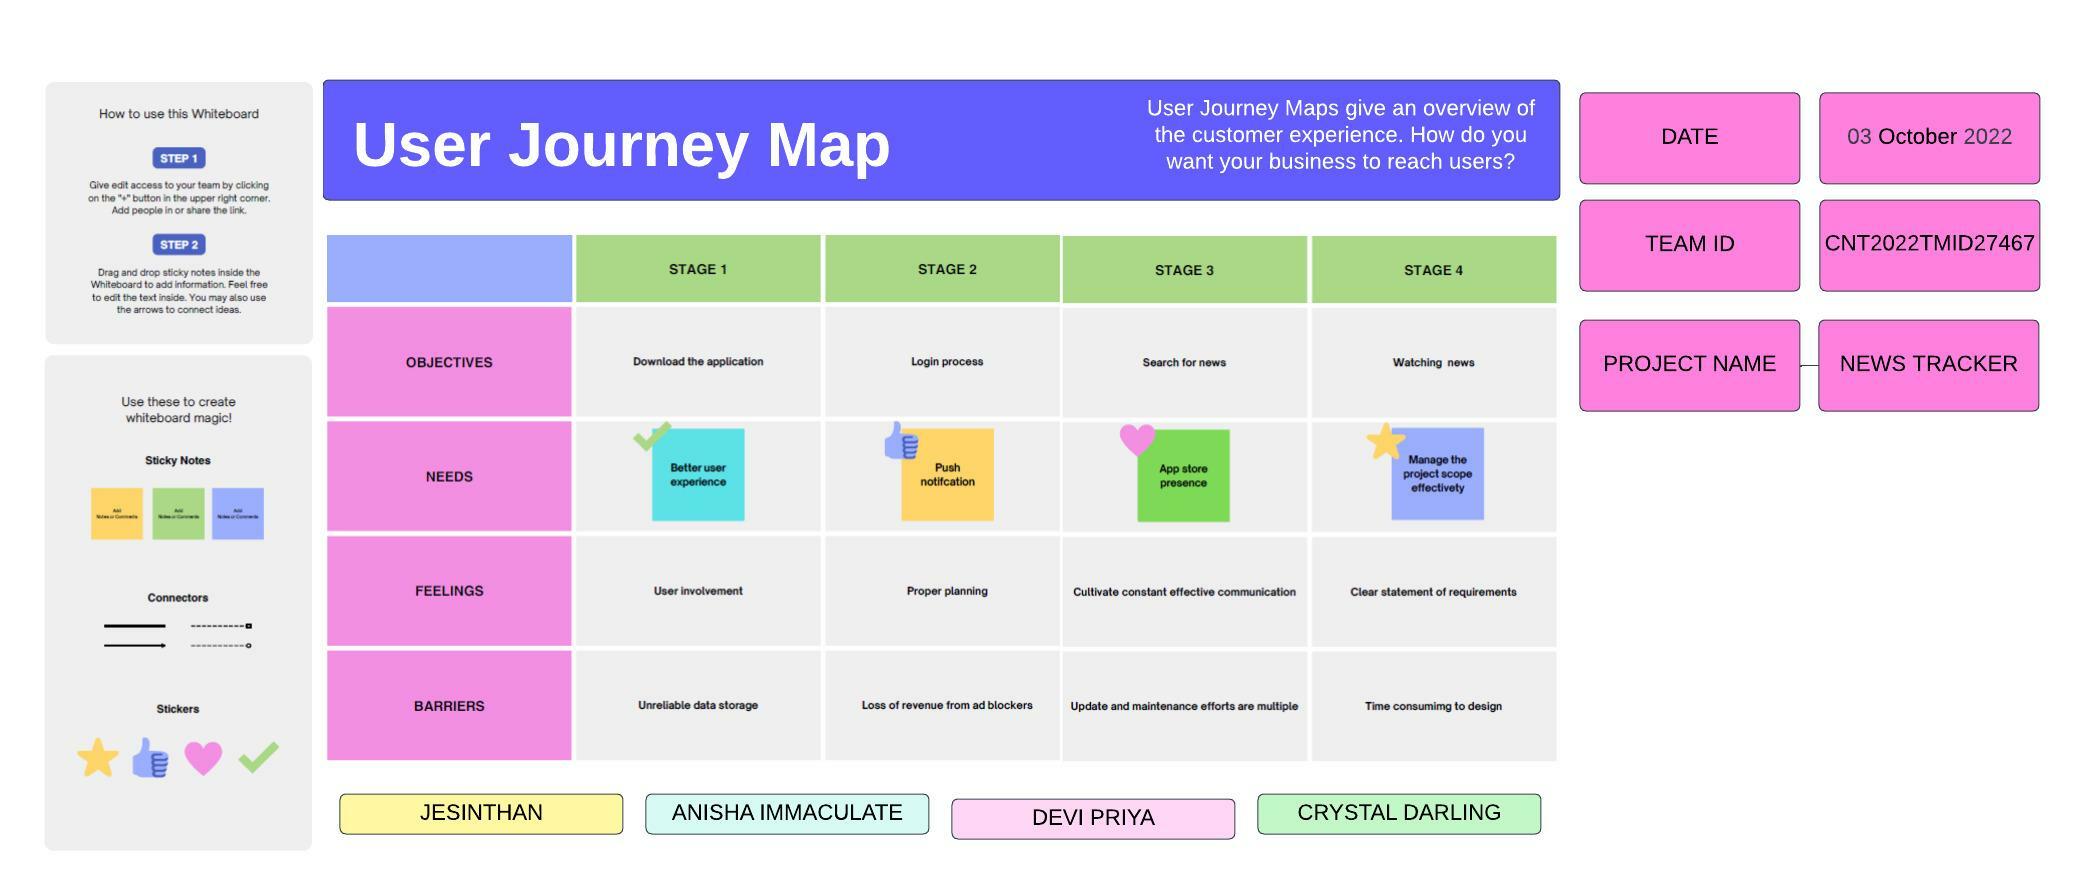 How to use this Whiteboard
STEP 1
Give edit access to your team by clicking
on the "+" button in the upper right corner.
Add people in or share the link.
STEP 2
Drag and drop sticky notes inside the
Whiteboard to add information. Feel free
to edit the text inside. You may also use
the arrows to connect ideas.
Use these to create
whiteboard magic!
Sticky Notes
Add
Notes or Comments
Add
Notes or Comments
Add
Notes or Comments
Connectors
Stickers
User Journey Map
User Journey Maps give an overview of
the customer experience. How do you
want your business to reach users?
STAGE 1
STAGE 2
STAGE 3
STAGE 4
OBJECTIVES
Download the application
Login process
Search for news
Watching news
NEEDS
Better user
experience
Push
notifcation
App store
presence
Manage the
project scope
effectivety
FEELINGS
User involvement
Proper planning
Cultivate constant effective communication
Clear statement of requirements
BARRIERS
Unreliable data storage
Loss of revenue from ad blockers
Update and maintenance efforts are multiple
Time consumimg to design
JESINTHAN
ANISHA IMMACULATE
DEVI PRIYA
CRYSTAL DARLING
DATE
03 October 2022
TEAM ID
CNT2022TMID27467
PROJECT NAME
NEWS TRACKER